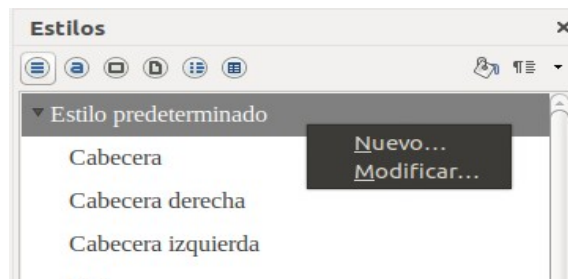 Estilos
Estilo predeterminado
Nuevo...
Modificar...
Cabecera
Cabecera derecha
Cabecera izquierda